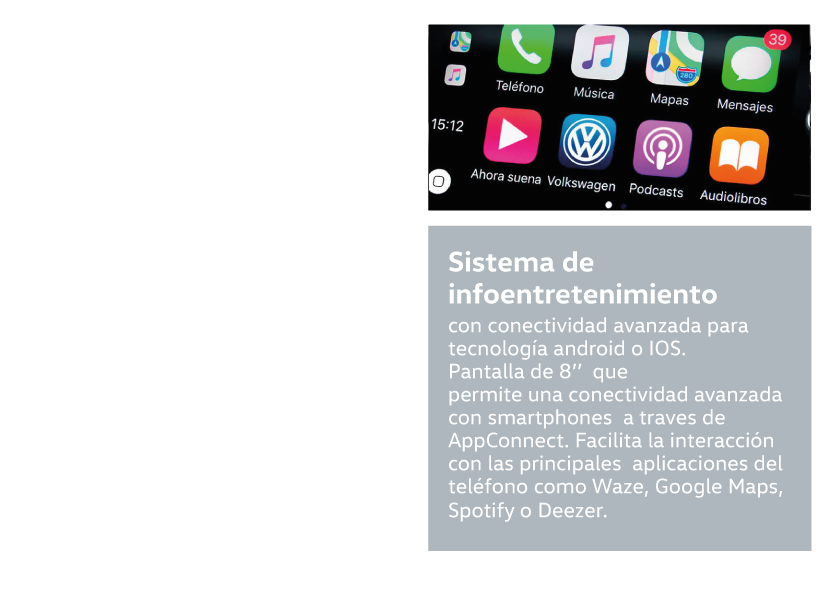 39
Teléfono
Música
Mapas
Mensajes
280
15:12
Ahora suena
Volkswagen
Podcasts
Audiolibros
Sistema de
infoentretenimiento
con conectividad avanzada para
tecnología android o IOS.
Pantalla de 8’’ que
permite una conectividad avanzada
con smartphones a traves de
AppConnect. Facilita la interacción
con las principales aplicaciones del
teléfono como Waze, Google Maps,
Spotify o Deezer.